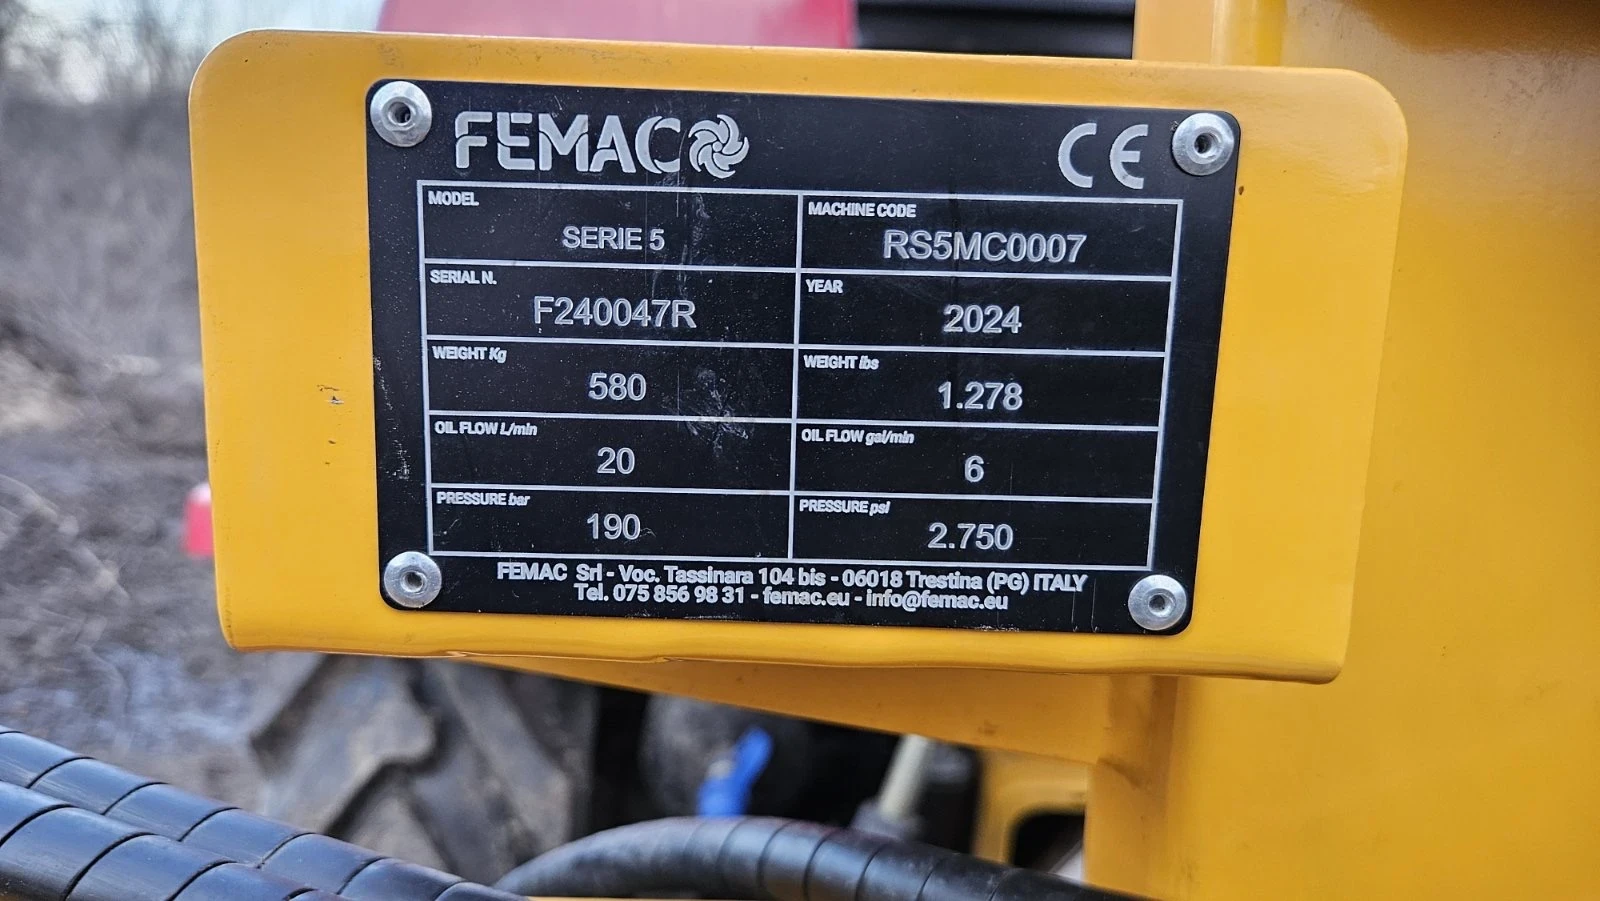 FEMAC CE
MODEL
SERIE 5
MACHINE CODE
RS5MC0007
SERIAL N.
F240047R
YEAR
2024
WEIGHT Kg
580
WEIGHT lbs
1.278
OIL FLOW L/min
20
OIL FLOW gal/min
6
PRESSURE bar
190
PRESSURE psi
2.750
FEMAC Srl - Voc. Tassinara 104 bis - 06018 Trestina (PG) ITALY
Tel. 075 856 98 31 - femac.eu - info@femac.eu